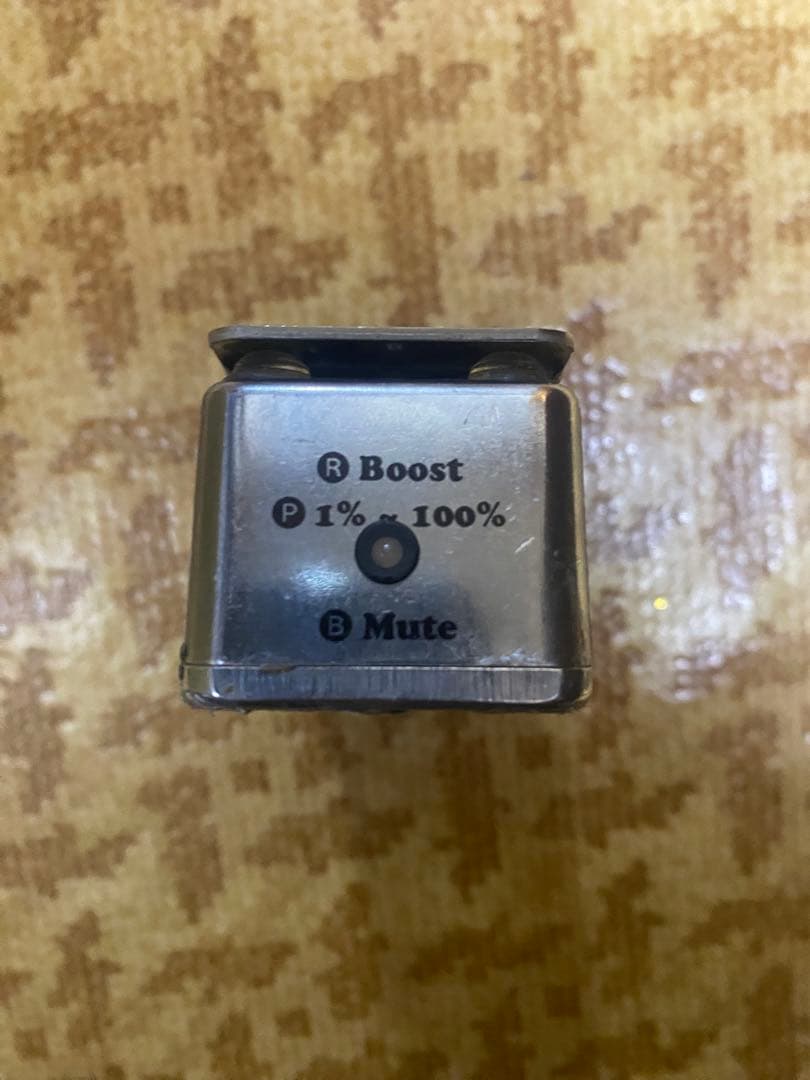 R Boost
P 1% ~ 100%
B Mute